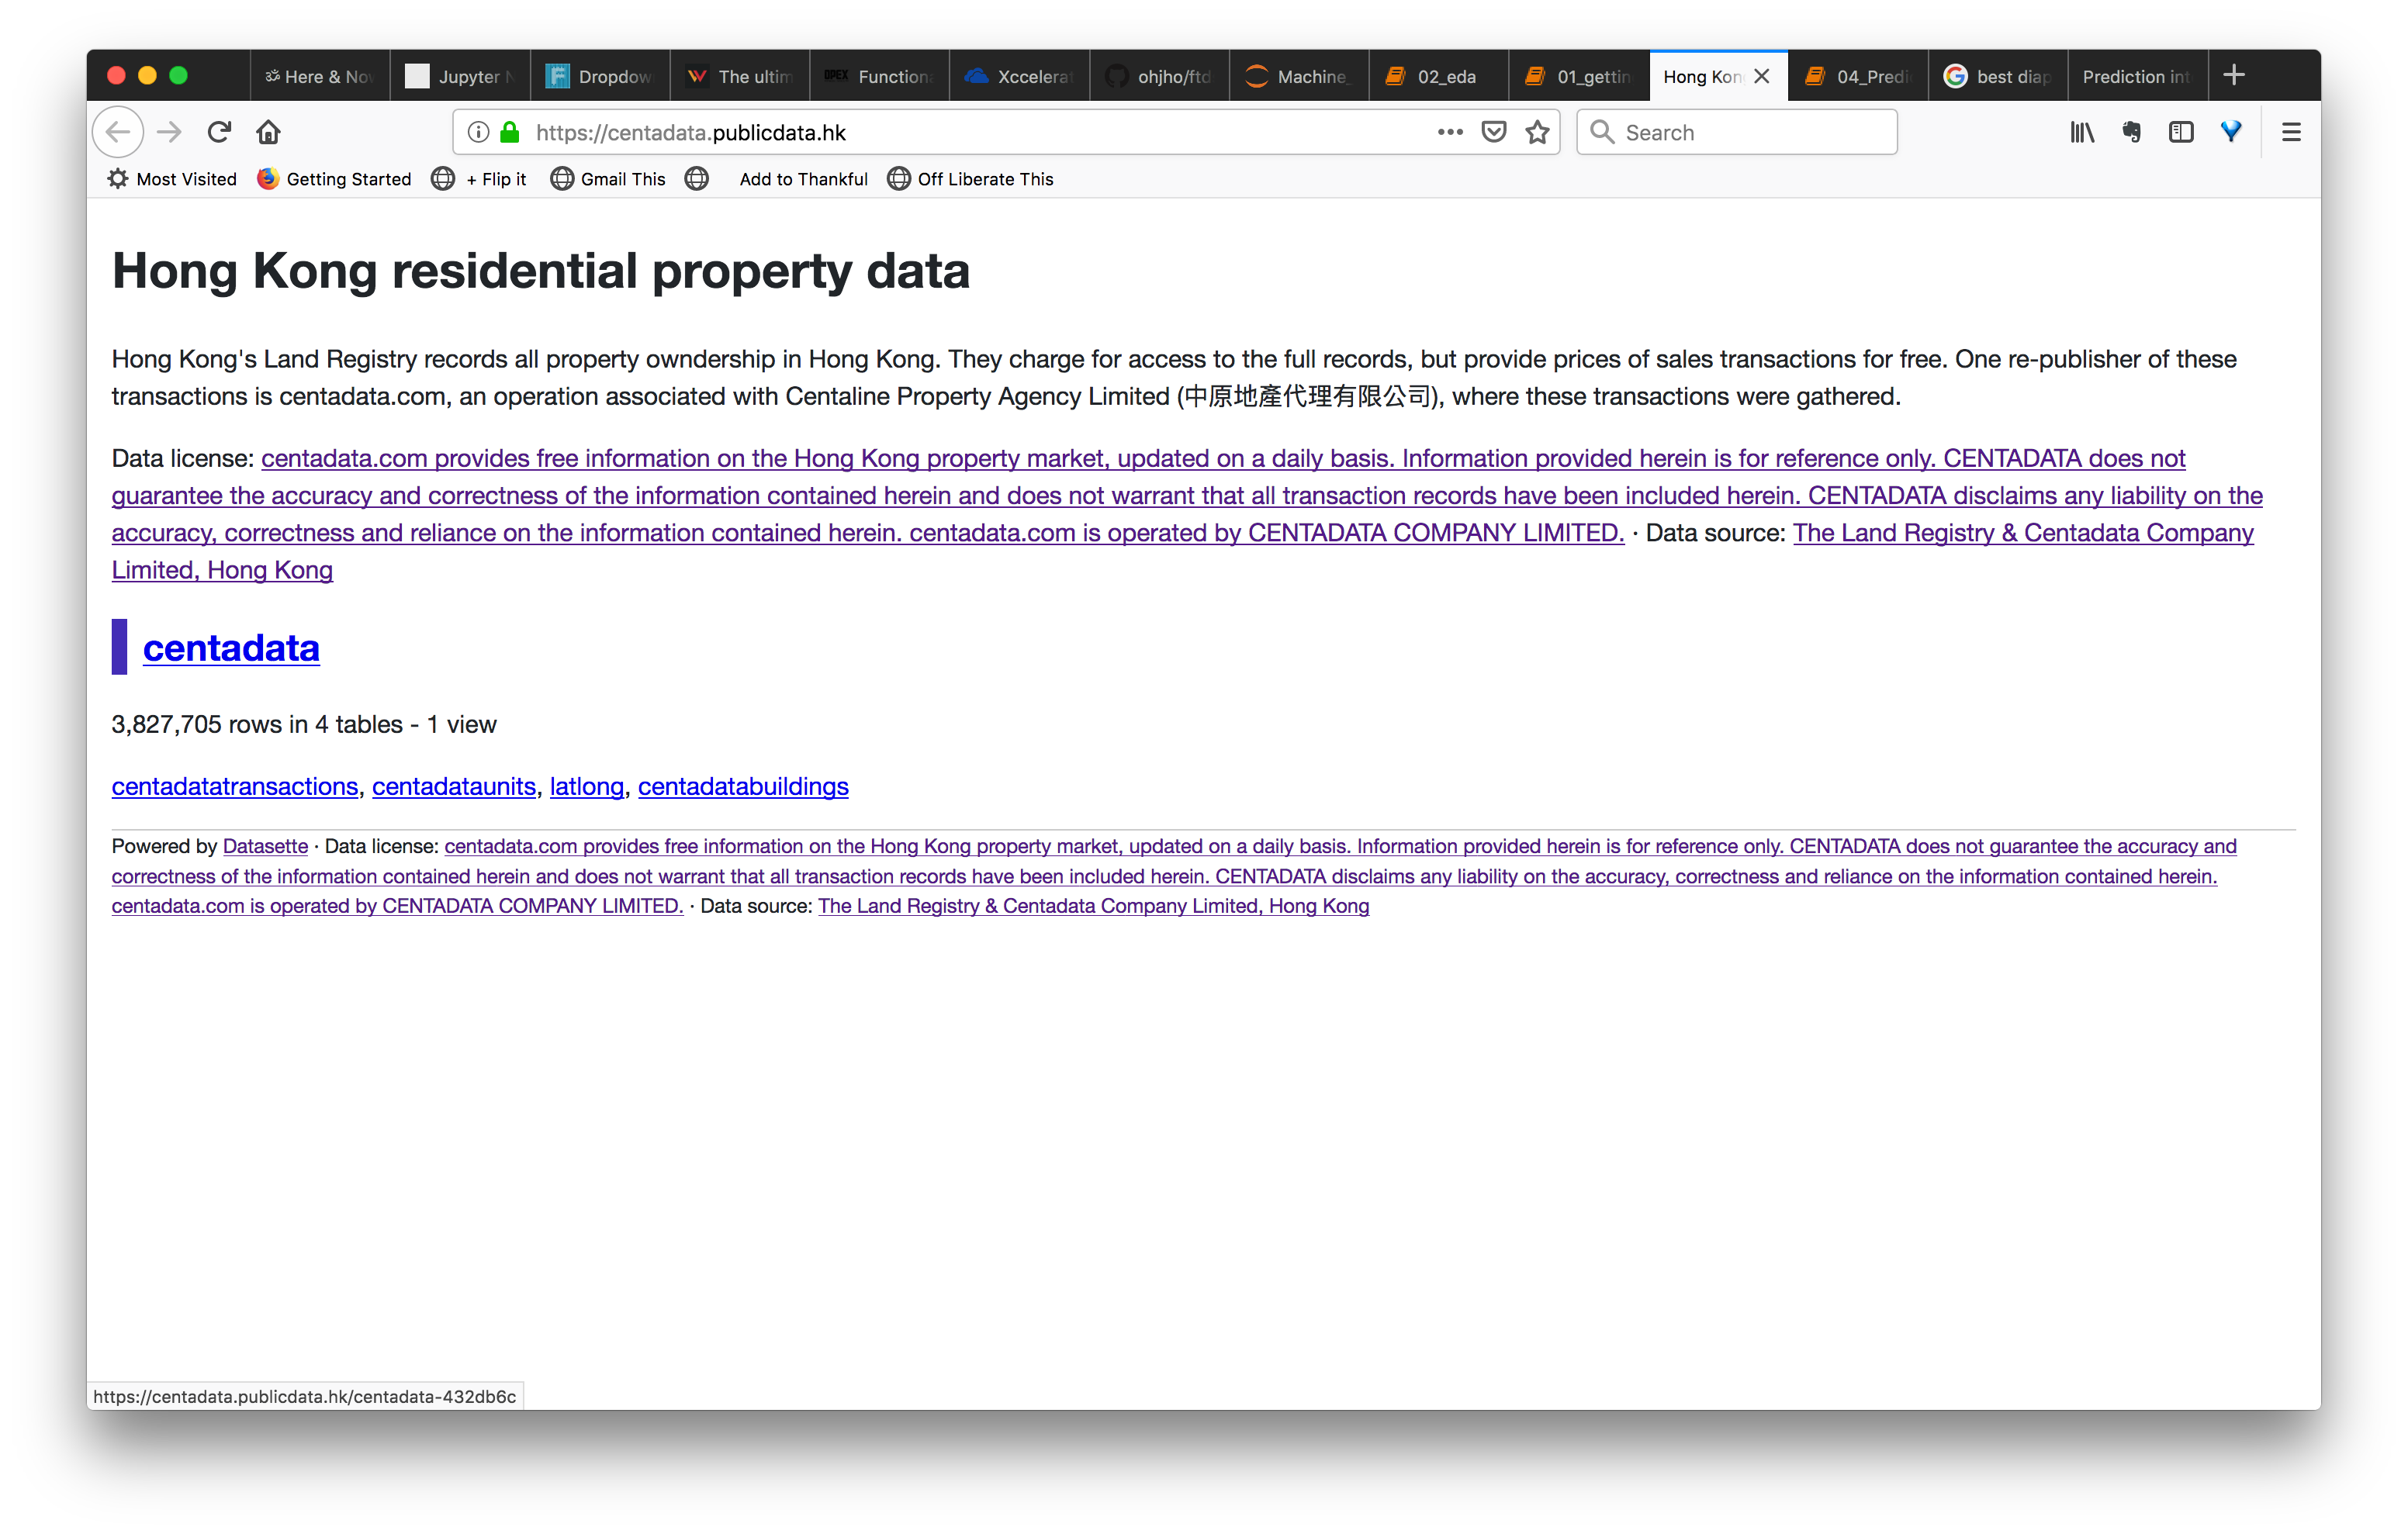 ॐ Here & Now Jupyter N Dropdow The ultim OPEX Functiona Xccelerat ohjho/ftd Machine_ 02_eda 01_gettin Hong Kon 04_Predi best diap Prediction int
https://centadata.publicdata.hk Search
Most Visited Getting Started + Flip it Gmail This Add to Thankful Off Liberate This
Hong Kong residential property data
Hong Kong's Land Registry records all property owndership in Hong Kong. They charge for access to the full records, but provide prices of sales transactions for free. One re-publisher of these
transactions is centadata.com, an operation associated with Centaline Property Agency Limited (中原地產代理有限公司), where these transactions were gathered.
Data license: centadata.com provides free information on the Hong Kong property market, updated on a daily basis. Information provided herein is for reference only. CENTADATA does not
guarantee the accuracy and correctness of the information contained herein and does not warrant that all transaction records have been included herein. CENTADATA disclaims any liability on the
accuracy, correctness and reliance on the information contained herein. centadata.com is operated by CENTADATA COMPANY LIMITED. · Data source: The Land Registry & Centadata Company
Limited, Hong Kong
centadata
3,827,705 rows in 4 tables - 1 view
centadatatransactions, centadataunits, latlong, centadatabuildings
Powered by Datasette · Data license: centadata.com provides free information on the Hong Kong property market, updated on a daily basis. Information provided herein is for reference only. CENTADATA does not guarantee the accuracy and
correctness of the information contained herein and does not warrant that all transaction records have been included herein. CENTADATA disclaims any liability on the accuracy, correctness and reliance on the information contained herein.
centadata.com is operated by CENTADATA COMPANY LIMITED. · Data source: The Land Registry & Centadata Company Limited, Hong Kong
https://centadata.publicdata.hk/centadata-432db6c